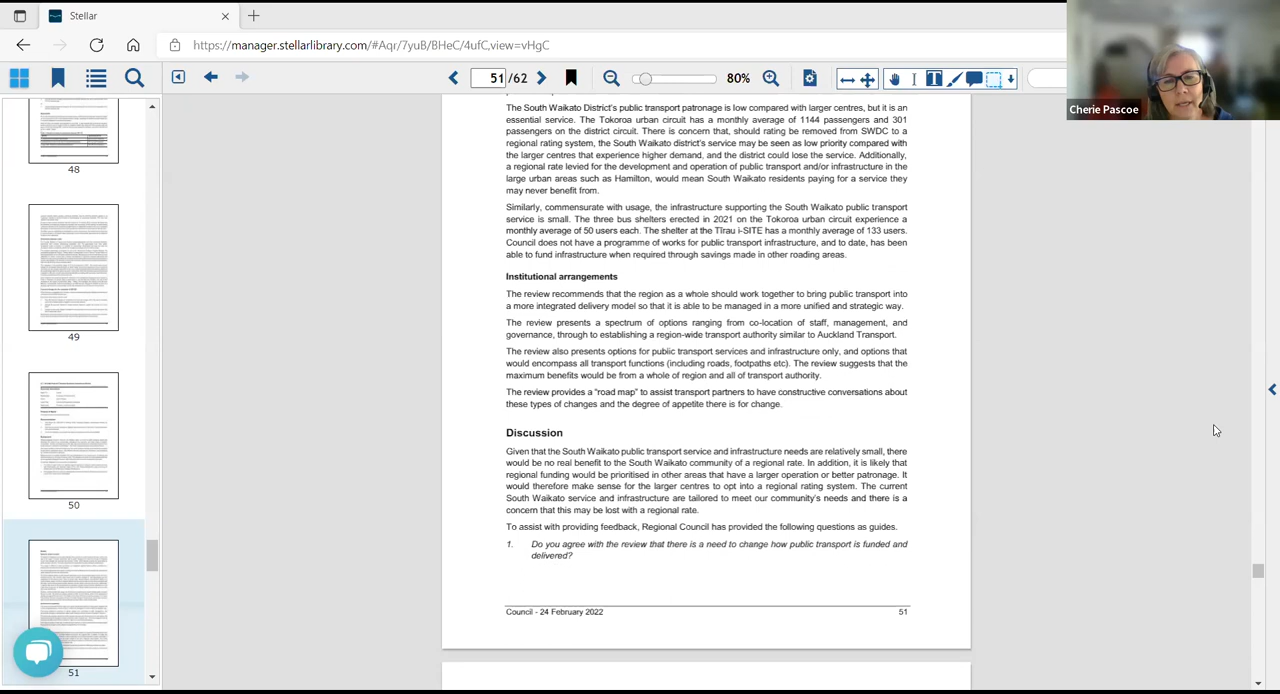 Stellar
https://manager.stellarlibrary.com/#Aqr/7yuB/BHeC/4ufC,view=vHgC
51 /62
80%
Cherie Pascoe
The South Waikato District's public transport patronage is low compared with larger centres, but it is an
essential service. The Tokoroa urban circuit has a monthly average of 1144 passengers and 301
passengers on the district circuit. There is concern that, should rating be removed from SWDC to a
regional rating system, the South Waikato district's service may be seen as low priority compared with
the larger centres that experience higher demand, and the district could lose the service. Additionally,
a regional rate levied for the development and operation of public transport and/or infrastructure in the
large urban areas such as Hamilton, would mean South Waikato residents paying for a service they
may never benefit from.
Similarly, commensurate with usage, the infrastructure supporting the South Waikato public transport
service is small. The three bus shelters erected in 2021 on the Tokoroa urban circuit experience a
monthly average of 50 users each. The shelter at the Tīrau i-SITE has a monthly average of 133 users.
Council does not have a programme of works for public transport infrastructure, and to date, has been
able to fund infrastructure when required through savings made in other roading areas.
Institutional arrangements
The review recommends that the region as a whole should work together to bring public transport into
a more integrated delivery model so that it is able to be managed in a more unified and strategic way.
The review presents a spectrum of options ranging from co-location of staff, management, and
governance, through to establishing a region-wide transport authority similar to Auckland Transport.
The review also presents options for public transport services and infrastructure only, and options that
would encompass all transport functions (including roads, footpaths etc). The review suggests that the
maximum benefits would be from a whole of region and all of transport authority.
The review provides a "road map" to assist transport partners to have constructive conversations about
these types of changes and the degree of appetite there is for change.
Discussion
Given that the South Waikato public transport service and infrastructure needs are relatively small, there
would be no real benefit to the South Waikato community of a regional rate. In addition, it is likely that
regional funding would be prioritised in other areas that have a larger operation or better patronage. It
would therefore make sense for the larger centres to opt into a regional rating system. The current
South Waikato service and infrastructure are tailored to meet our community's needs and there is a
concern that this may be lost with a regional rate.
To assist with providing feedback, Regional Council has provided the following questions as guides.
1. Do you agree with the review that there is a need to change how public transport is funded and
delivered?
Council - 24 February 2022 51
48
49
50
51